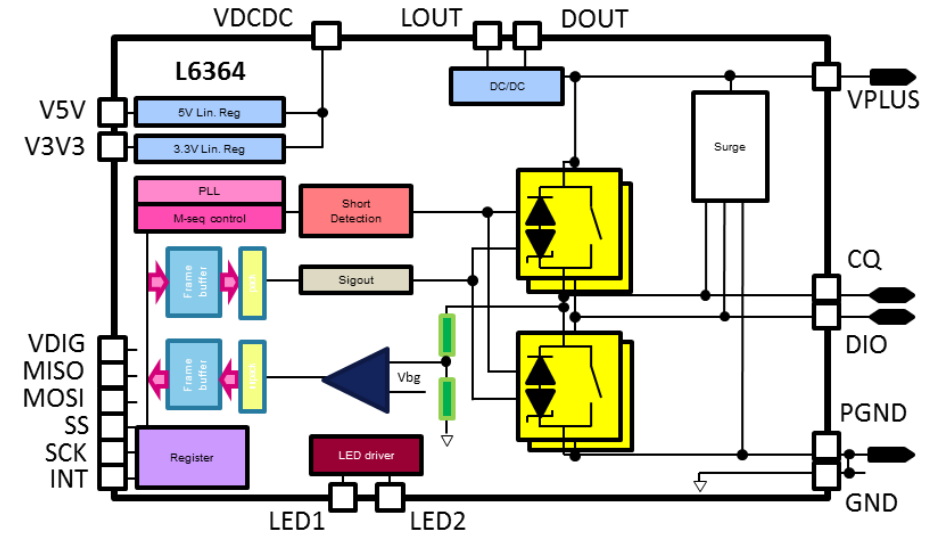 VDCDC
LOUT
DOUT
L6364
DC/DC
VPLUS
V5V
5V Lin. Reg
V3V3
3.3V Lin. Reg
Surge
PLL
M-seq control
Short
Detection
CQ
Frame
buffer
Sigout
DIO
VDIG
MISO
MOSI
SS
SCK
INT
Frame
buffer
Vbg
PGND
Register
LED driver
GND
LED1
LED2